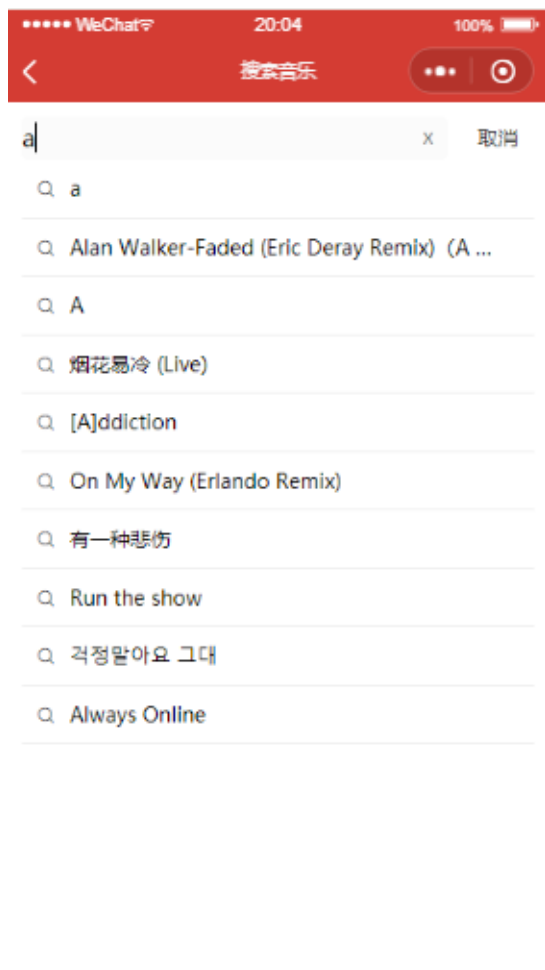 WeChat 20:04 100%
搜索音乐
a x 取消
a
Alan Walker-Faded (Eric Deray Remix)（A ...
A
烟花易冷 (Live)
[A]ddiction
On My Way (Erlando Remix)
有一种悲伤
Run the show
걱정말아요 그대
Always Online